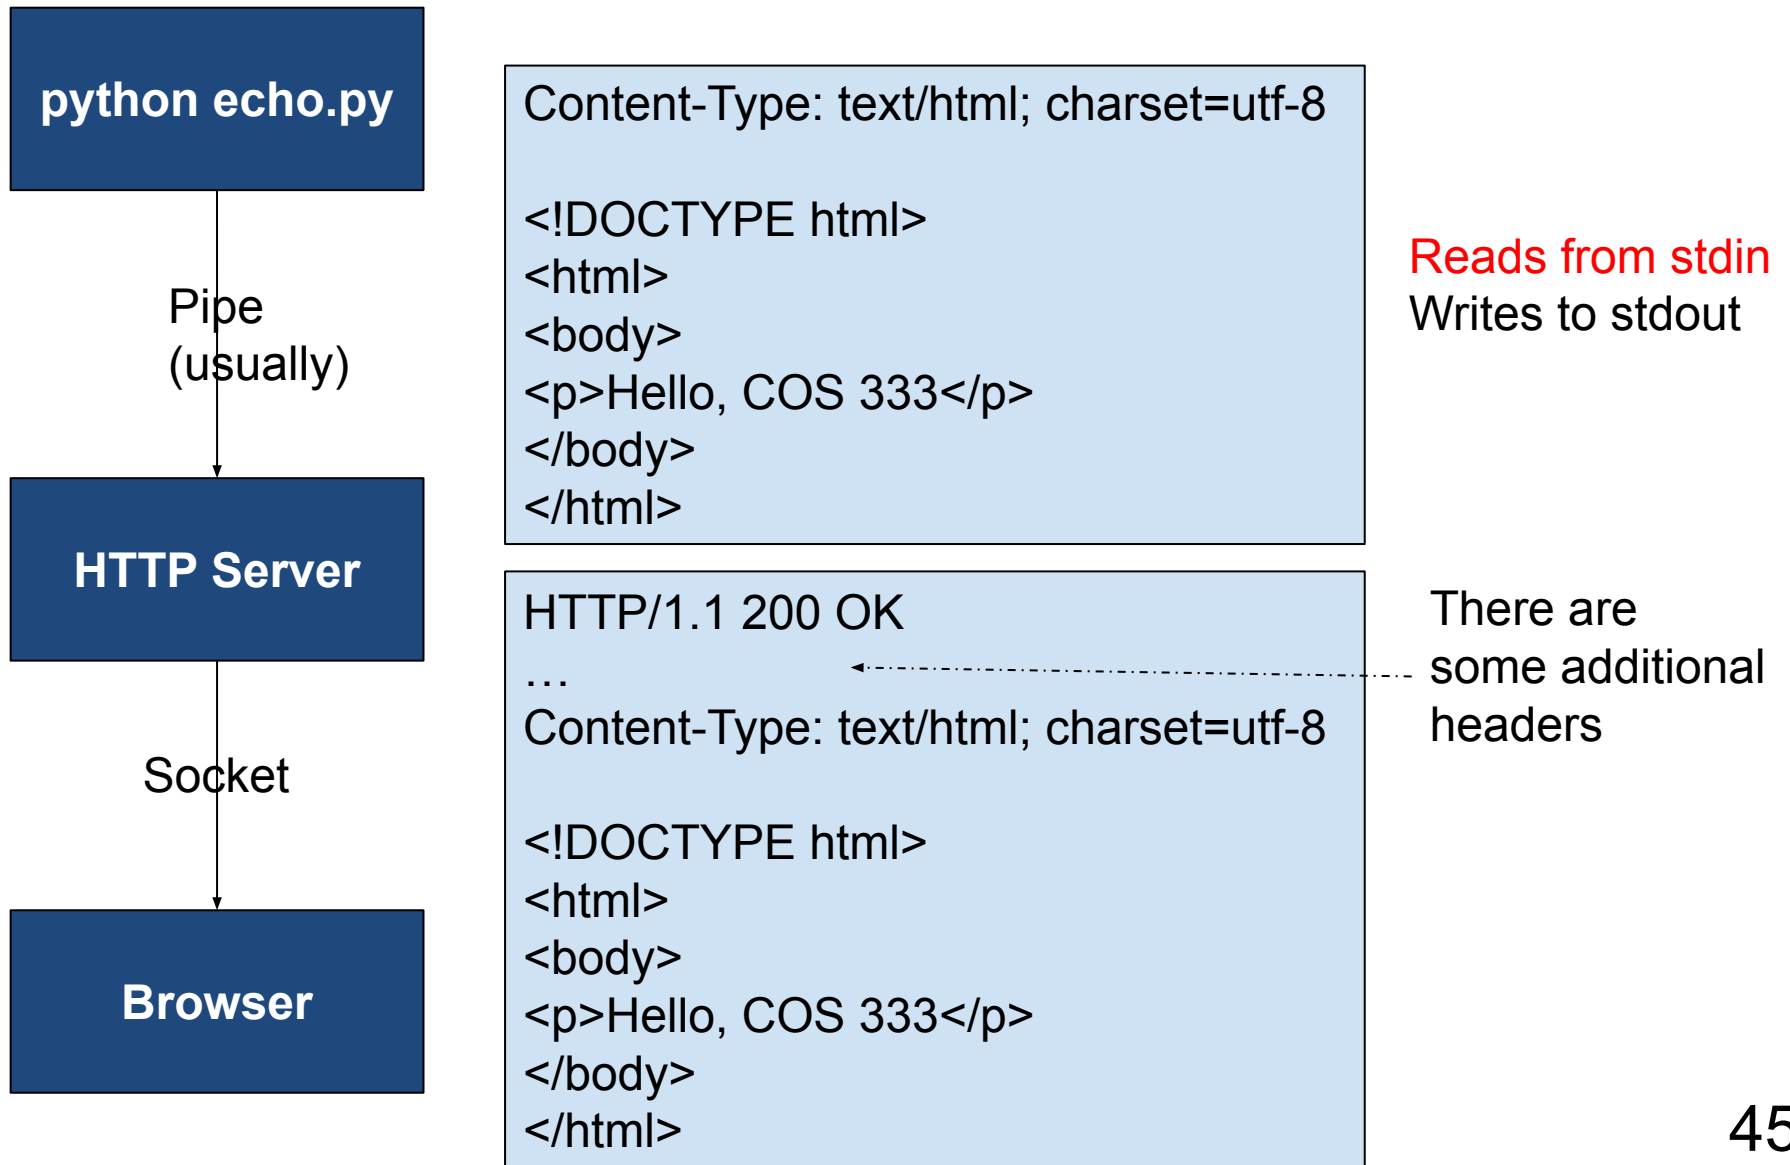 python echo.py
Pipe
(usually)
HTTP Server
Socket
Browser
Content-Type: text/html; charset=utf-8
<!DOCTYPE html>
<html>
<body>
<p>Hello, COS 333</p>
</body>
</html>
Reads from stdin
Writes to stdout
HTTP/1.1 200 OK
…
Content-Type: text/html; charset=utf-8
<!DOCTYPE html>
<html>
<body>
<p>Hello, COS 333</p>
</body>
</html>
There are
some additional
headers
45